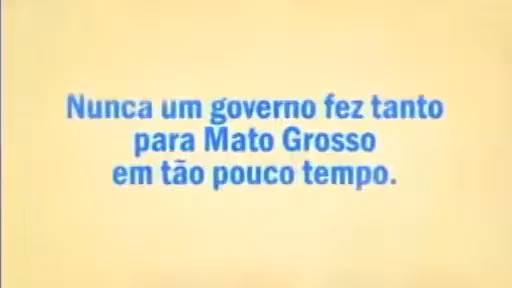 Nunca um governo fez tanto
para Mato Grosso
em tão pouco tempo.